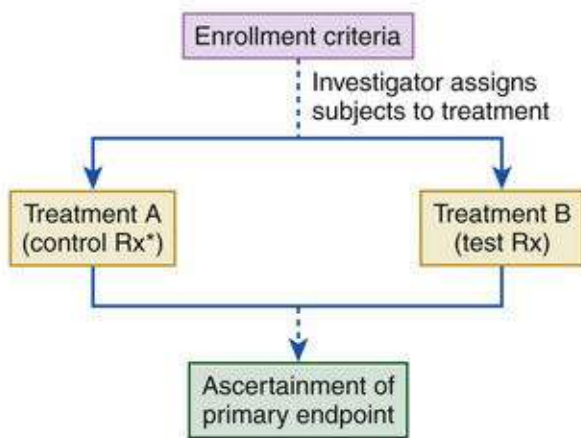 Enrollment criteria
Investigator assigns
subjects to treatment
Treatment A
(control Rx*)
Treatment B
(test Rx)
Ascertainment of
primary endpoint